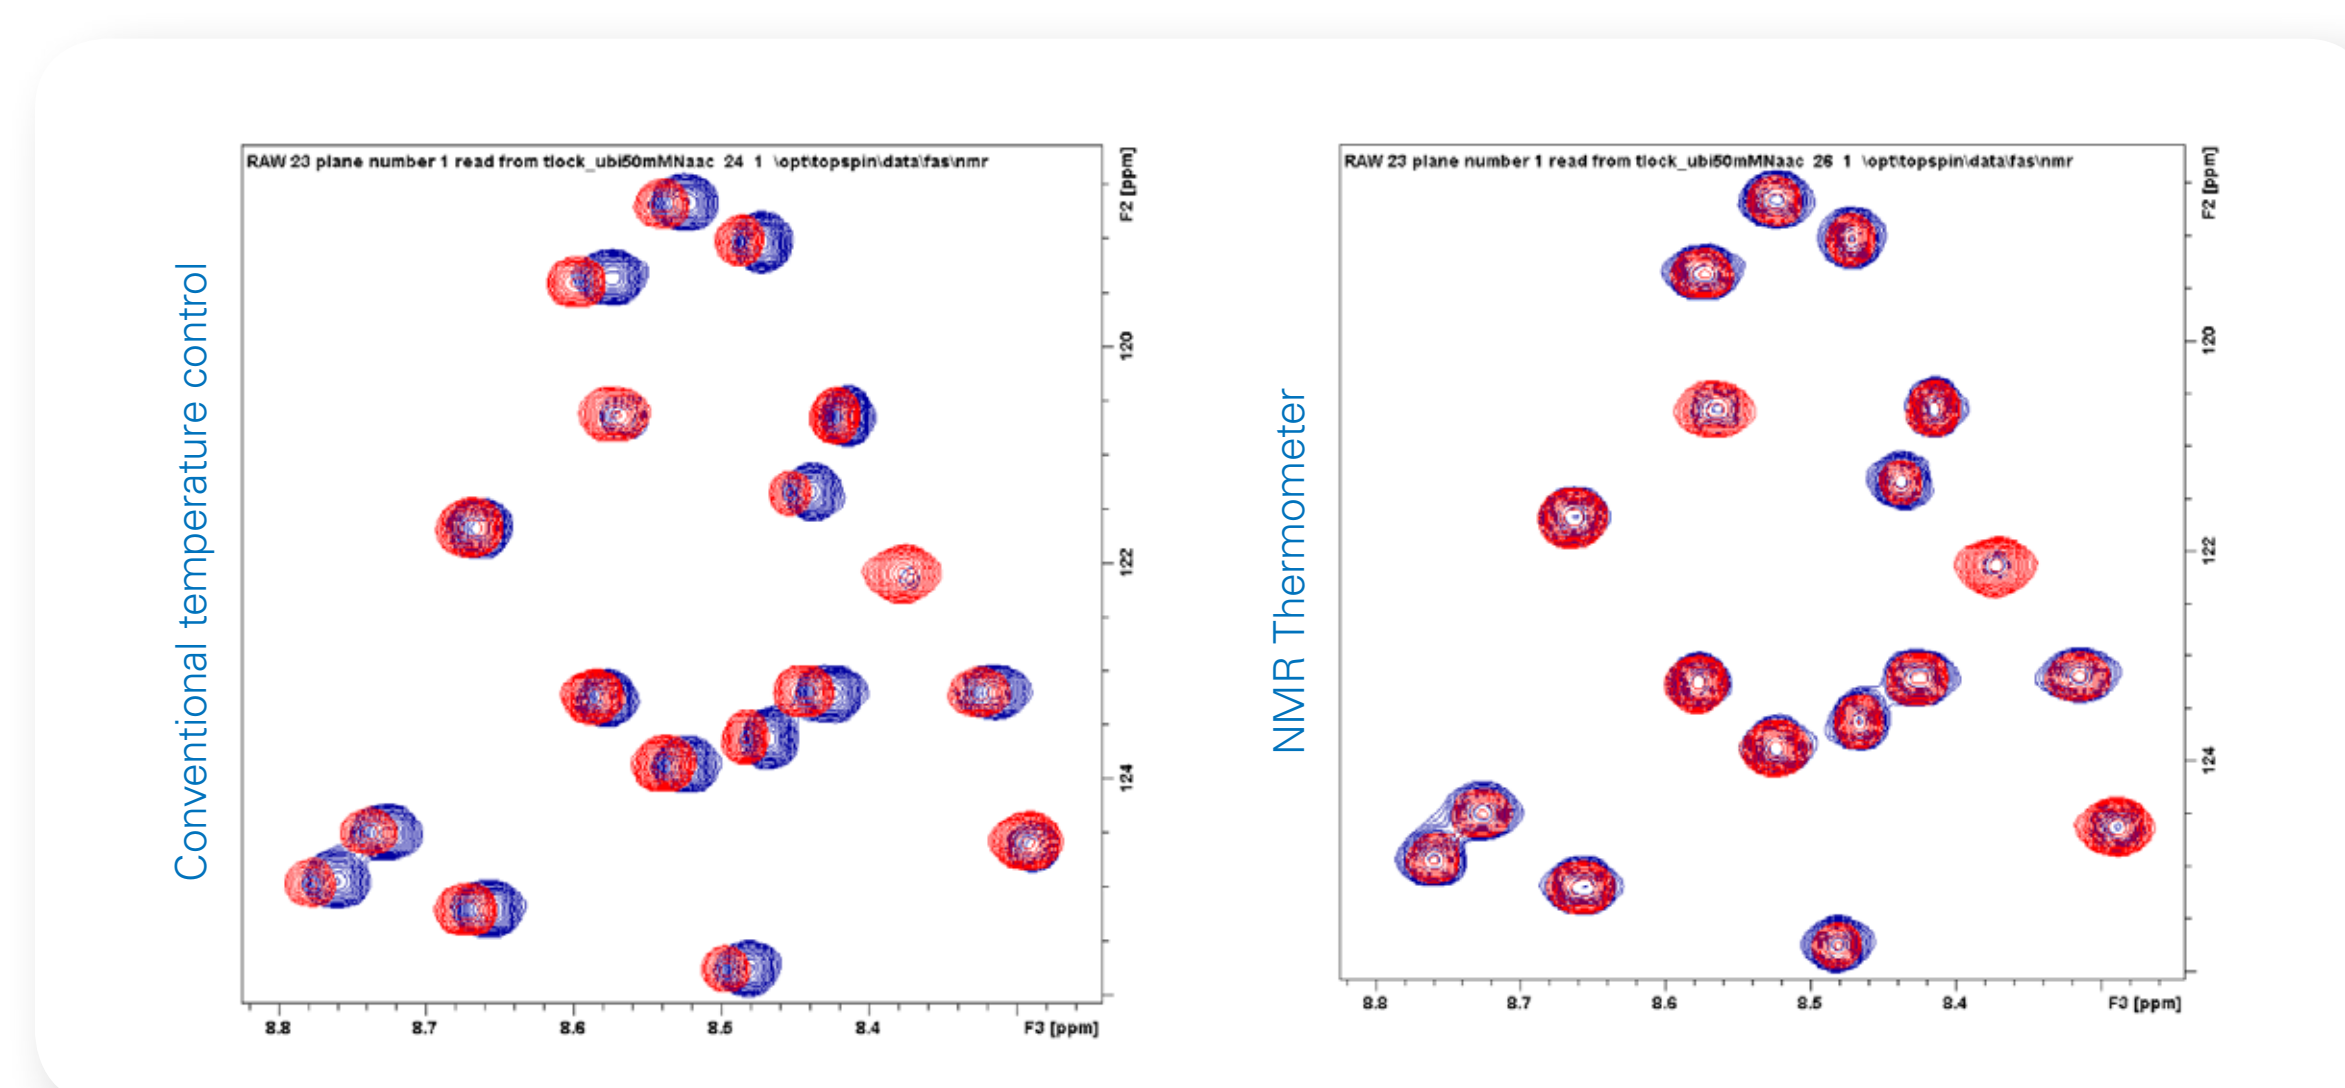 Conventional temperature control
RAW 23 plane number 1 read from tlock_ubi50mMNaac 24 1 \opt\topspin\data\fas\nmr
F2 [ppm]
120
122
124
8.8 8.7 8.6 8.5 8.4 F3 [ppm]
NMR Thermometer
RAW 23 plane number 1 read from tlock_ubi50mMNaac 26 1 \opt\topspin\data\fas\nmr
F2 [ppm]
120
122
124
8.8 8.7 8.6 8.5 8.4 F3 [ppm]